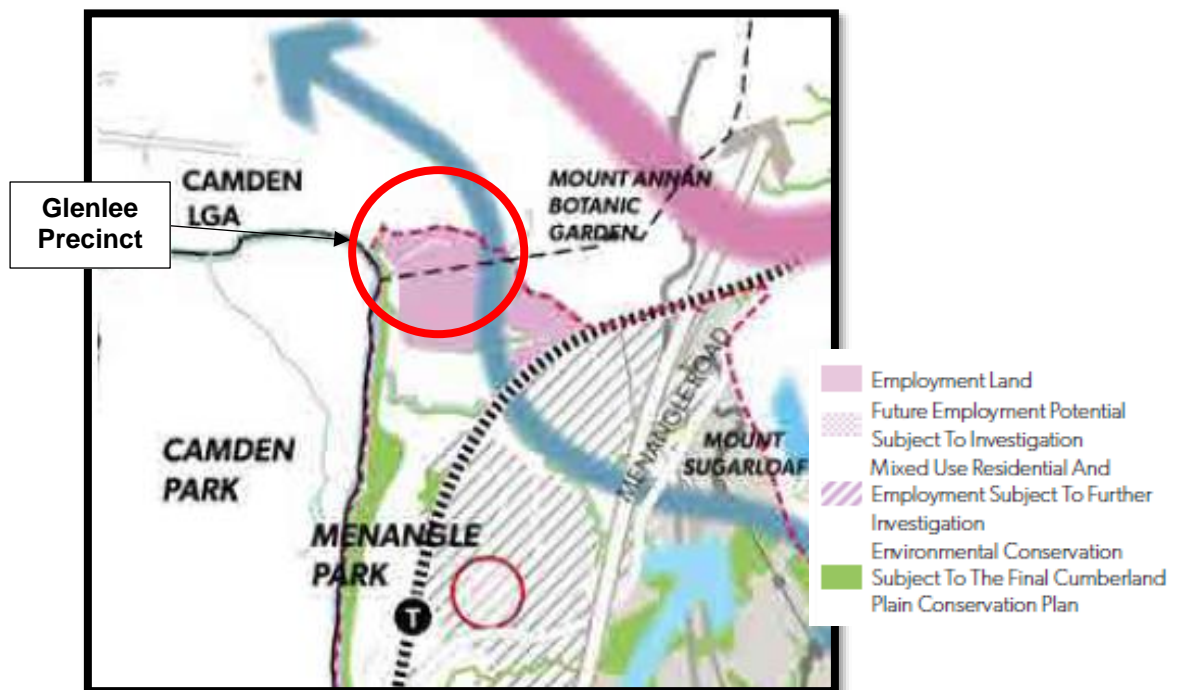 CAMDEN
LGA
Glenlee
Precinct
MOUNT ANNAN
BOTANIC
GARDEN
MENANGLE ROAD
MOUNT
SUGARLOAF
CAMDEN
PARK
MENANGLE
PARK
T
Employment Land
Future Employment Potential
Subject To Investigation
Mixed Use Residential And
Employment Subject To Further
Investigation
Environmental Conservation
Subject To The Final Cumberland
Plain Conservation Plan